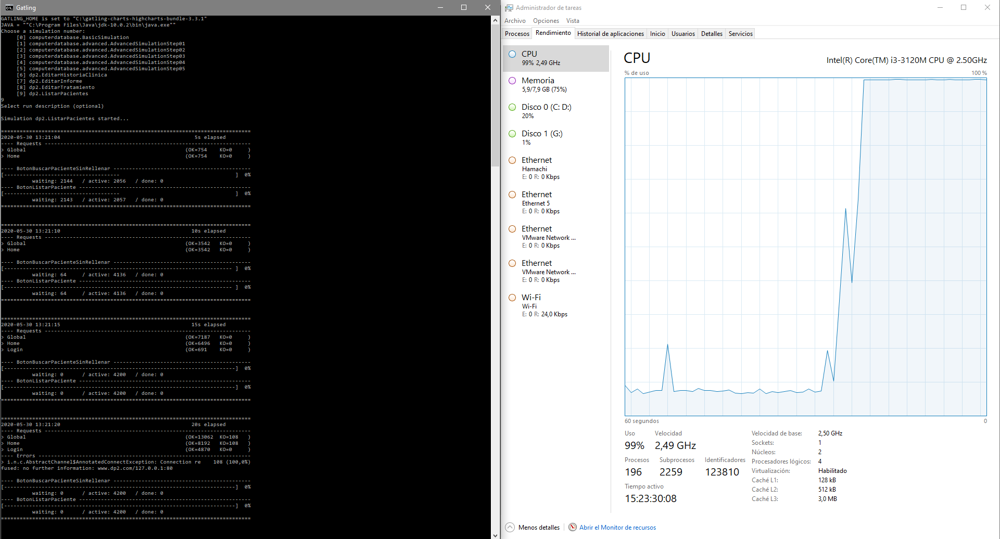 Gatling
GATLING_HOME is set to "C:\gatling-charts-highcharts-bundle-3.3.1"
JAVA = ""C:\Program Files\Java\jdk-10.0.2\bin\java.exe""
Choose a simulation number:
     [0] computerdatabase.BasicSimulation
     [1] computerdatabase.advanced.AdvancedSimulationStep01
     [2] computerdatabase.advanced.AdvancedSimulationStep02
     [3] computerdatabase.advanced.AdvancedSimulationStep03
     [4] computerdatabase.advanced.AdvancedSimulationStep04
     [5] computerdatabase.advanced.AdvancedSimulationStep05
     [6] dp2.EditarHistoriaClinica
     [7] dp2.EditarInforme
     [8] dp2.EditarTratamiento
     [9] dp2.ListarPacientes
9
Select run description (optional)
Simulation dp2.ListarPacientes started...
================================================================================
2020-05-30 13:21:04                                           5s elapsed
---- Requests ------------------------------------------------------------------
> Global                                                   (OK=754    KO=0     )
> Home                                                     (OK=754    KO=0     )
---- BotonBuscarPacienteSinRellenar --------------------------------------------
[-------------------------------------                                     ]  0%
          waiting: 2144   / active: 2056   / done: 0
---- BotonListarPaciente -------------------------------------------------------
[-------------------------------------                                     ]  0%
          waiting: 2143   / active: 2057   / done: 0
================================================================================
================================================================================
2020-05-30 13:21:10                                          10s elapsed
---- Requests ------------------------------------------------------------------
> Global                                                   (OK=3542   KO=0     )
> Home                                                     (OK=3542   KO=0     )
---- BotonBuscarPacienteSinRellenar --------------------------------------------
[------------------------------------------------------------------------- ]  0%
          waiting: 64     / active: 4136   / done: 0
---- BotonListarPaciente -------------------------------------------------------
[------------------------------------------------------------------------- ]  0%
          waiting: 64     / active: 4136   / done: 0
================================================================================
================================================================================
2020-05-30 13:21:15                                          15s elapsed
---- Requests ------------------------------------------------------------------
> Global                                                   (OK=7187   KO=0     )
> Home                                                     (OK=6496   KO=0     )
> Login                                                    (OK=691    KO=0     )
---- BotonBuscarPacienteSinRellenar --------------------------------------------
[--------------------------------------------------------------------------]  0%
          waiting: 0      / active: 4200   / done: 0
---- BotonListarPaciente -------------------------------------------------------
[--------------------------------------------------------------------------]  0%
          waiting: 0      / active: 4200   / done: 0
================================================================================
================================================================================
2020-05-30 13:21:20                                          20s elapsed
---- Requests ------------------------------------------------------------------
> Global                                                   (OK=13062  KO=108   )
> Home                                                     (OK=8192   KO=108   )
> Login                                                    (OK=4870   KO=0     )
---- Errors --------------------------------------------------------------------
> i.n.c.AbstractChannel$AnnotatedConnectException: Connection re    108 (100,0%)
fused: no further information: www.dp2.com/127.0.0.1:80
---- BotonBuscarPacienteSinRellenar --------------------------------------------
[--------------------------------------------------------------------------]  0%
          waiting: 0      / active: 4200   / done: 0
---- BotonListarPaciente -------------------------------------------------------
[--------------------------------------------------------------------------]  0%
          waiting: 0      / active: 4200   / done: 0
================================================================================
Administrador de tareas
Archivo Opciones Vista
Procesos Rendimiento Historial de aplicaciones Inicio Usuarios Detalles Servicios
CPU
99% 2,49 GHz
Memoria
5,9/7,9 GB (75%)
Disco 0 (C: D:)
20%
Disco 1 (G:)
1%
Ethernet
Hamachi
E: 0 R: 0 Kbps
Ethernet
Ethernet 5
E: 0 R: 0 Kbps
Ethernet
VMware Network ...
E: 0 R: 0 Kbps
Ethernet
VMware Network ...
E: 0 R: 0 Kbps
Wi-Fi
Wi-Fi
E: 0 R: 24,0 Kbps
CPU Intel(R) Core(TM) i3-3120M CPU @ 2.50GHz
% de uso 100 %
60 segundos 0
Uso Velocidad
99% 2,49 GHz
Procesos Subprocesos Identificadores
196 2259 123810
Tiempo activo
15:23:30:08
Velocidad de base: 2,50 GHz
Sockets: 1
Núcleos: 2
Procesadores lógicos: 4
Virtualización: Habilitado
Caché L1: 128 kB
Caché L2: 512 kB
Caché L3: 3,0 MB
Menos detalles Abrir el Monitor de recursos